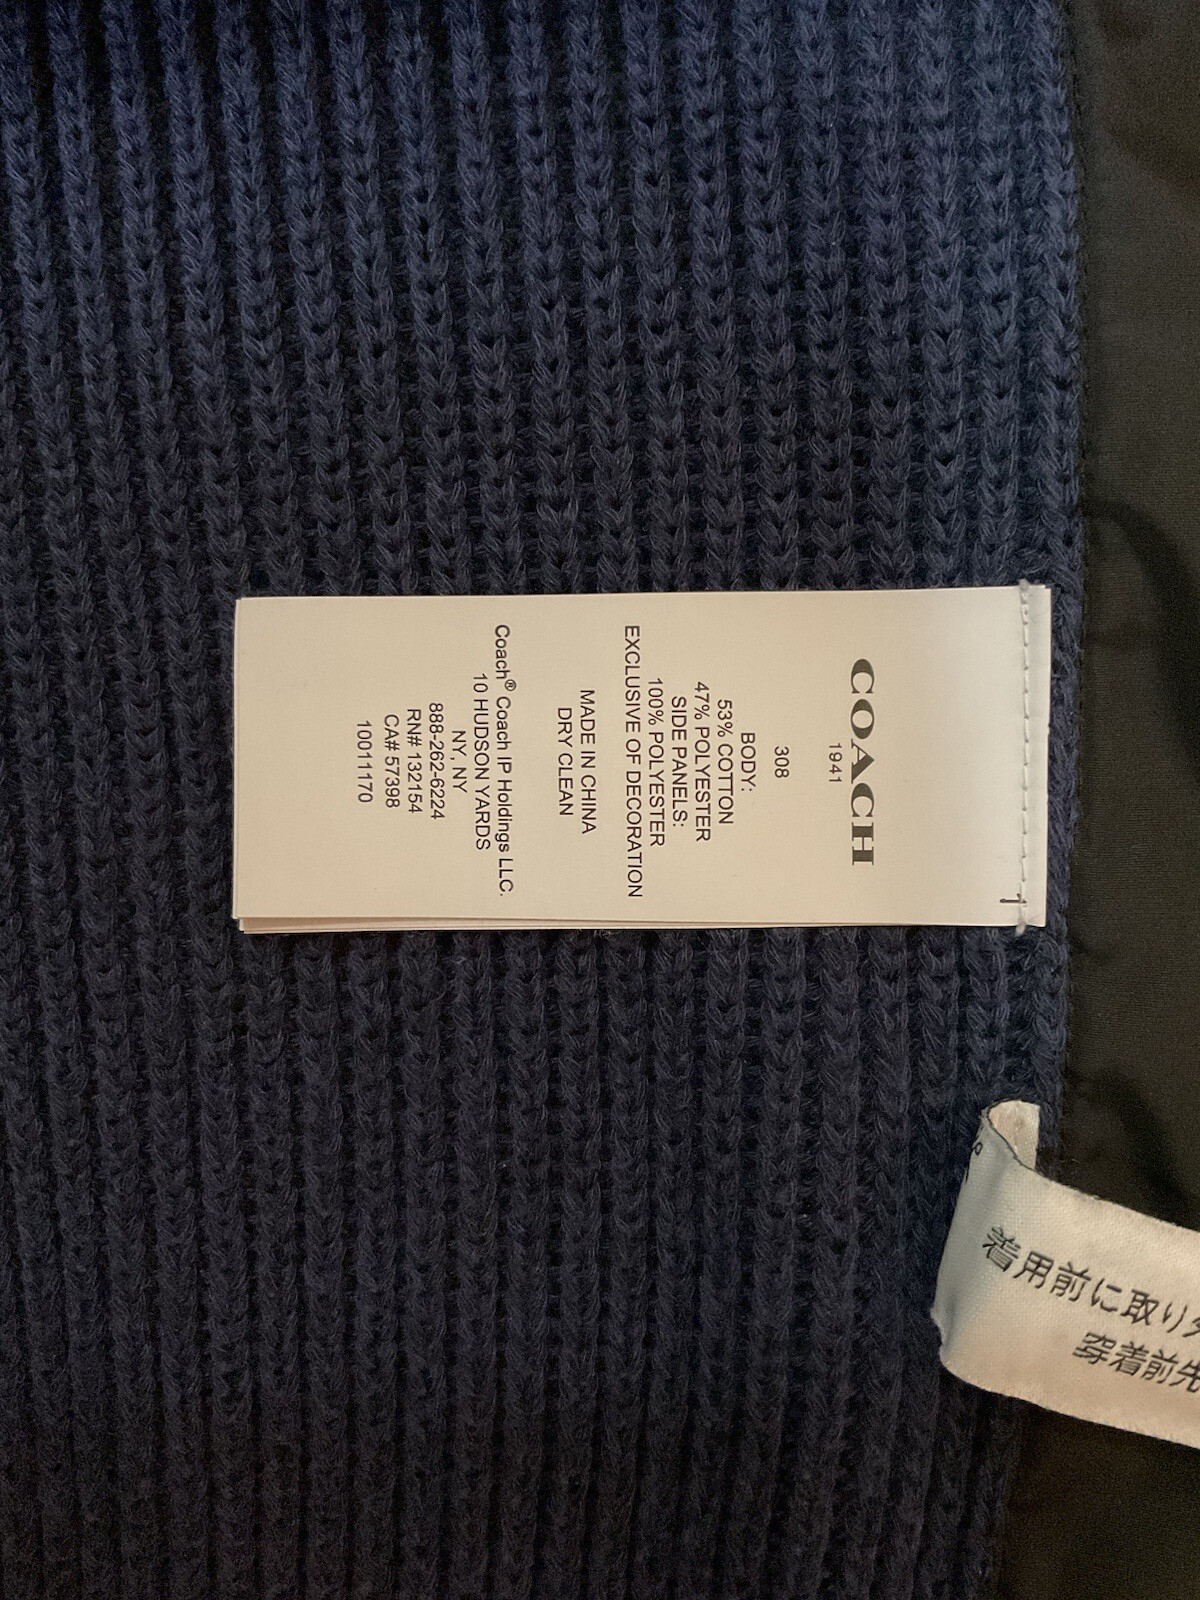 COACH
1941
308
BODY:
53% COTTON
47% POLYESTER
SIDE PANELS:
100% POLYESTER
EXCLUSIVE OF DECORATION
MADE IN CHINA
DRY CLEAN
Coach® Coach IP Holdings LLC.
10 HUDSON YARDS
NY, NY
888-262-6224
RN# 132154
CA# 57398
10011170
着用前に取り
穿着前先